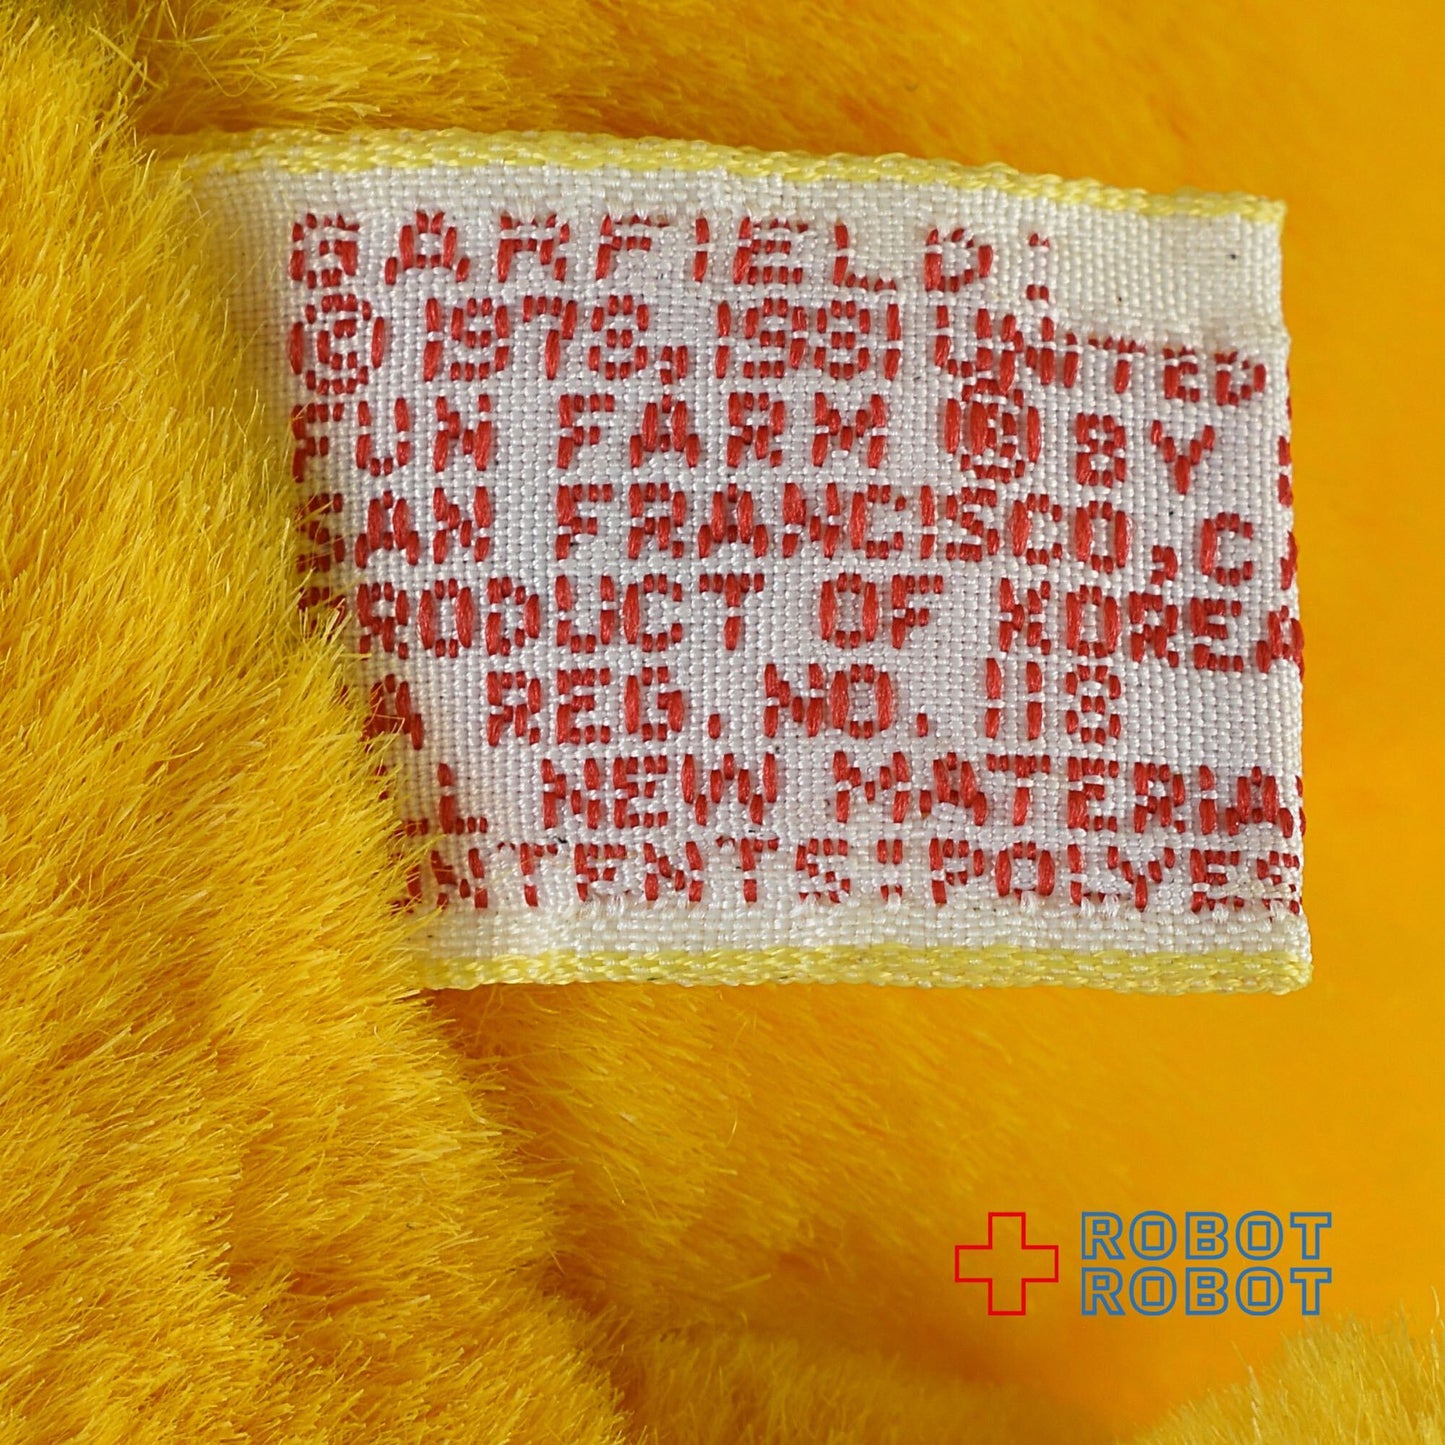 GARFIELD:
© 1978, 1981 UNITED
FUN FARM ® BY
SAN FRANCISCO, CA
PRODUCT OF KOREA
REG. NO. 118
NEW MATERIA
NTENTS: POLYES
ROBOT
ROBOT